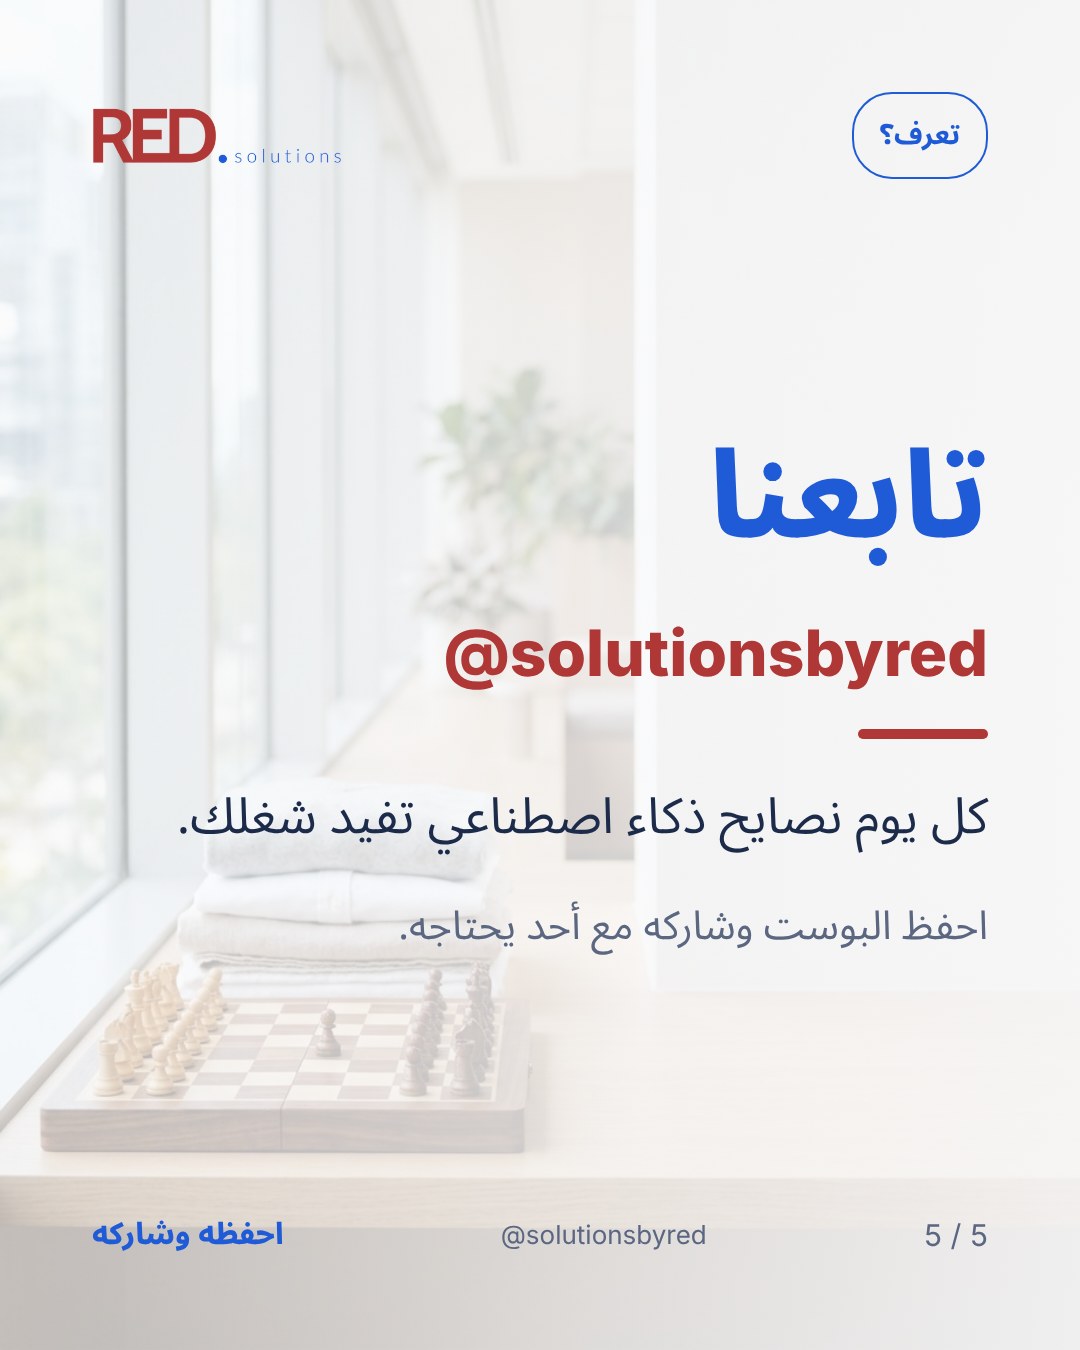 RED.solutions
تعرف؟
تابعنا
@solutionsbyred
كل يوم نصايح ذكاء اصطناعي تفيد شغلك.
احفظ البوست وشاركه مع أحد يحتاجه.
احفظه وشاركه
@solutionsbyred
5 / 5